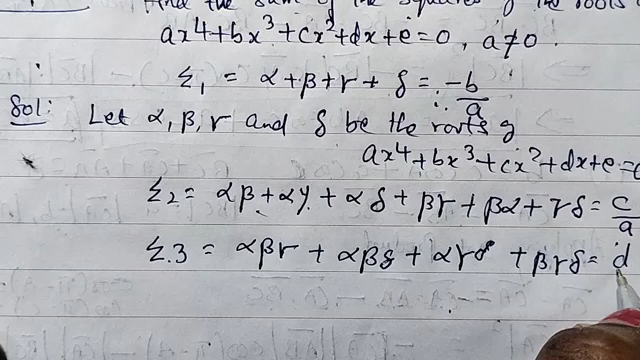 Find the sum of the squares of the roots
ax⁴+bx³+cx²+dx+e=0, a≠0.
Σ₁ = α+β+γ+δ = -b/a
Sol: Let α, β, γ and δ be the roots of
ax⁴+bx³+cx²+dx+e=0
Σ₂= αβ+αγ+αδ+βγ+βα+γδ=c/a
Σ.3 = αβγ + αβδ + αγδ + βγδ= d